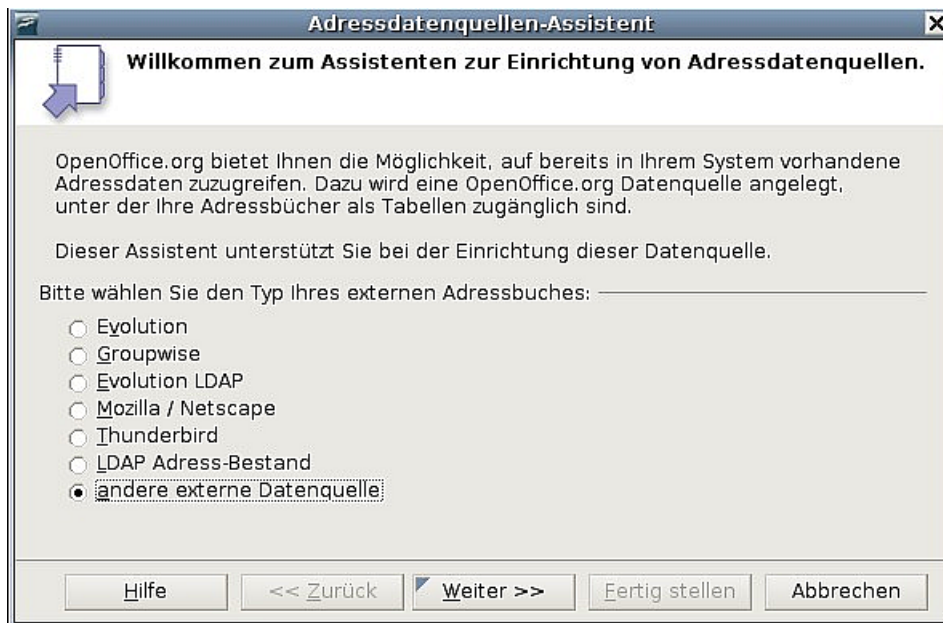 Adressdatenquellen-Assistent
Willkommen zum Assistenten zur Einrichtung von Adressdatenquellen.
OpenOffice.org bietet Ihnen die Möglichkeit, auf bereits in Ihrem System vorhandene
Adressdaten zuzugreifen. Dazu wird eine OpenOffice.org Datenquelle angelegt,
unter der Ihre Adressbücher als Tabellen zugänglich sind.
Dieser Assistent unterstützt Sie bei der Einrichtung dieser Datenquelle.
Bitte wählen Sie den Typ Ihres externen Adressbuches:
Evolution
Groupwise
Evolution LDAP
Mozilla / Netscape
Thunderbird
LDAP Adress-Bestand
andere externe Datenquelle
Hilfe
<< Zurück
Weiter >>
Fertig stellen
Abbrechen